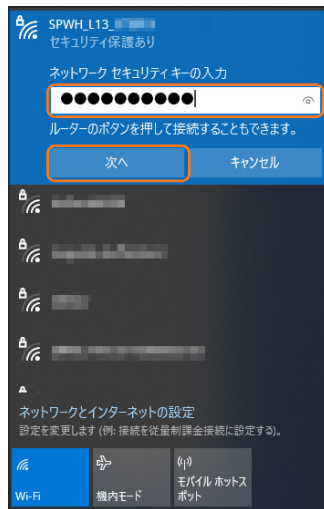 SPWH_L13_
セキュリティ保護あり
ネットワーク セキュリティ キーの入力
●●●●●●●●●●
ルーターのボタンを押して接続することもできます。
次へ
キャンセル
ネットワークとインターネットの設定
設定を変更します (例: 接続を従量制課金接続に設定する)。
Wi-Fi
機内モード
モバイル ホットス
ポット